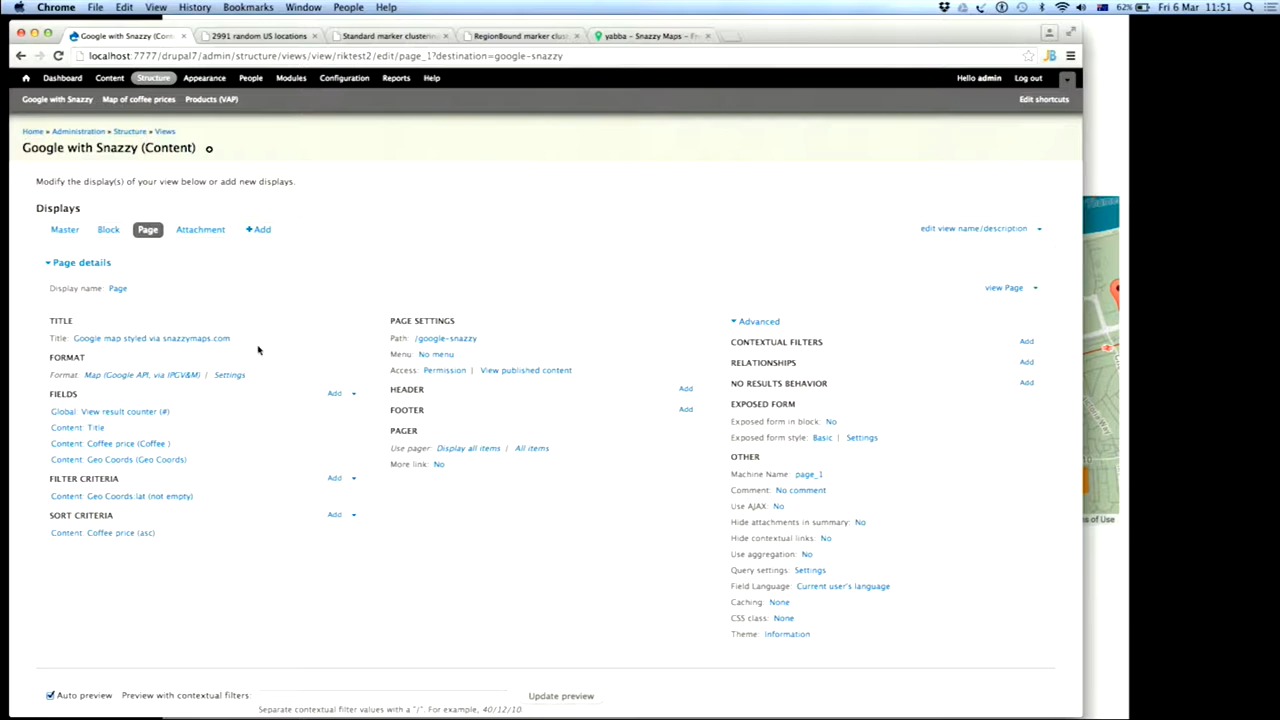 Chrome File Edit View History Bookmarks Window People Help 62% Fri 6 Mar 11:51
Google with Snazzy (Con 2991 random US locations Standard marker clustering RegionBound marker clus yabba – Snazzy Maps – Fr
localhost:7777/drupal7/admin/structure/views/view/riktest2/edit/page_1?destination=google-snazzy
Dashboard Content Structure Appearance People Modules Configuration Reports Help Hello admin Log out
Google with Snazzy Map of coffee prices Products (VAP) Edit shortcuts
Home » Administration » Structure » Views
Google with Snazzy (Content)
Modify the display(s) of your view below or add new displays.
Displays
Master Block Page Attachment Add edit view name/description
Page details
Display name: Page view Page
TITLE
Title: Google map styled via snazzymaps.com
FORMAT
Format: Map (Google API, via IPGV&M) | Settings
FIELDS Add
Global: View result counter (#)
Content: Title
Content: Coffee price (Coffee )
Content: Geo Coords (Geo Coords)
FILTER CRITERIA Add
Content: Geo Coords:lat (not empty)
SORT CRITERIA Add
Content: Coffee price (asc)
PAGE SETTINGS
Path: /google-snazzy
Menu: No menu
Access: Permission | View published content
HEADER Add
FOOTER Add
PAGER
Use pager: Display all items | All items
More link: No
Advanced
CONTEXTUAL FILTERS Add
RELATIONSHIPS Add
NO RESULTS BEHAVIOR Add
EXPOSED FORM
Exposed form in block: No
Exposed form style: Basic | Settings
OTHER
Machine Name: page_1
Comment: No comment
Use AJAX: No
Hide attachments in summary: No
Hide contextual links: No
Use aggregation: No
Query settings: Settings
Field Language: Current user's language
Caching: None
CSS class: None
Theme: Information
s of Use
Auto preview Preview with contextual filters: Update preview
Separate contextual filter values with a "/". For example, 40/12/10